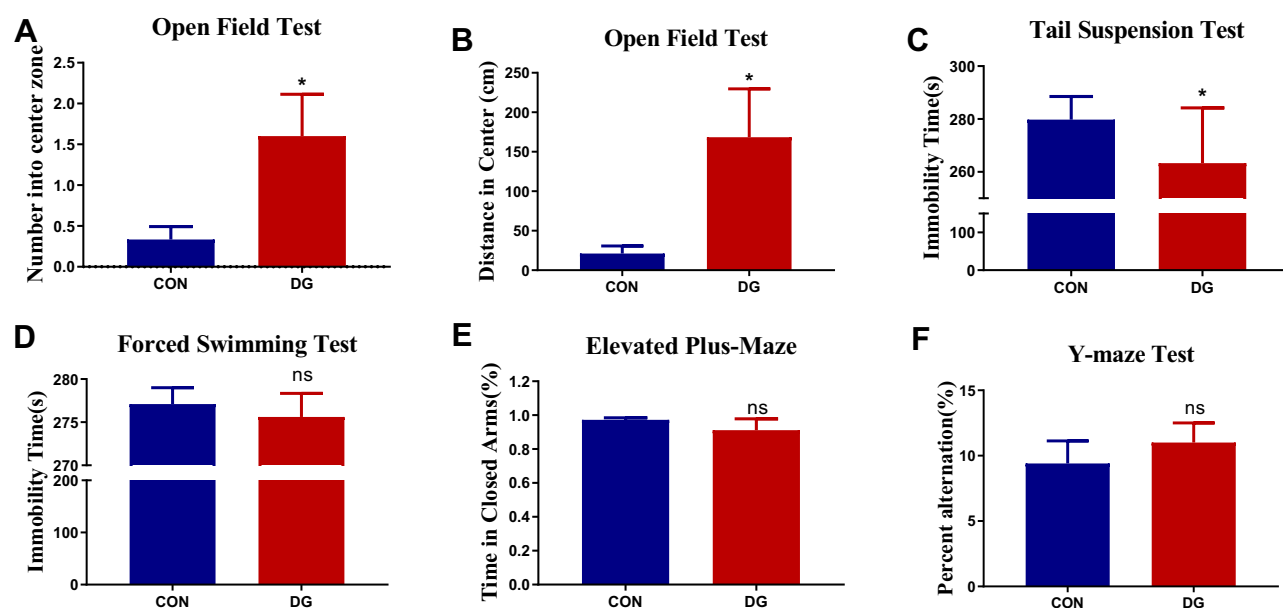 A
Open Field Test
Number into center zone
2.5
2.0
1.5
1.0
0.5
0.0
*
CON
DG
B
Open Field Test
Distance in Center (cm)
250
200
150
100
50
0
*
CON
DG
C
Tail Suspension Test
Immobility Time(s)
300
280
260
100
0
*
CON
DG
D
Forced Swimming Test
Immobility Time(s)
280
275
270
200
100
0
ns
CON
DG
E
Elevated Plus-Maze
Time in Closed Arms(%)
1.2
1.0
0.8
0.6
0.4
0.2
0.0
ns
CON
DG
F
Y-maze Test
Percent alternation(%)
15
10
5
0
ns
CON
DG